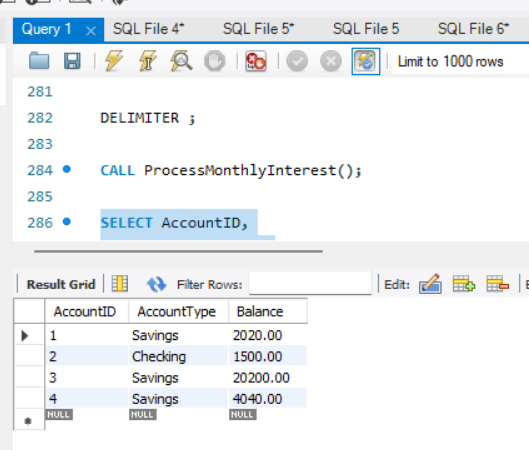 Query 1 SQL File 4* SQL File 5* SQL File 5 SQL File 6*
Limit to 1000 rows
281
282 DELIMITER ;
283
284 CALL ProcessMonthlyInterest();
285
286 SELECT AccountID,
Result Grid Filter Rows: Edit:
AccountID AccountType Balance
1 Savings 2020.00
2 Checking 1500.00
3 Savings 20200.00
4 Savings 4040.00
NULL NULL NULL